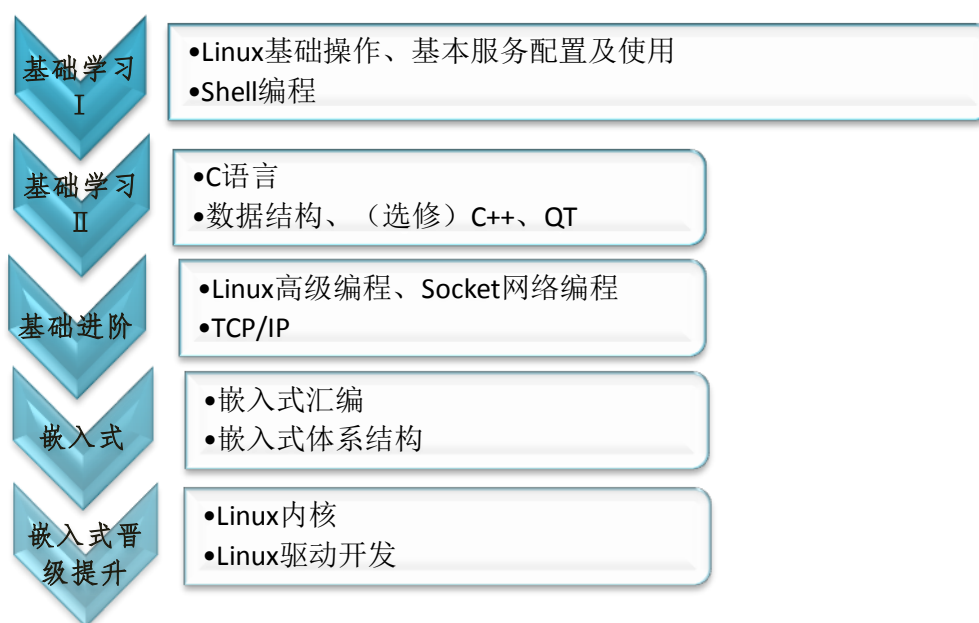 基础学习
Ⅰ
•Linux基础操作、基本服务配置及使用
•Shell编程
基础学习
Ⅱ
•C语言
•数据结构、（选修）C++、QT
基础进阶
•Linux高级编程、Socket网络编程
•TCP/IP
嵌入式
•嵌入式汇编
•嵌入式体系结构
嵌入式晋
级提升
•Linux内核
•Linux驱动开发